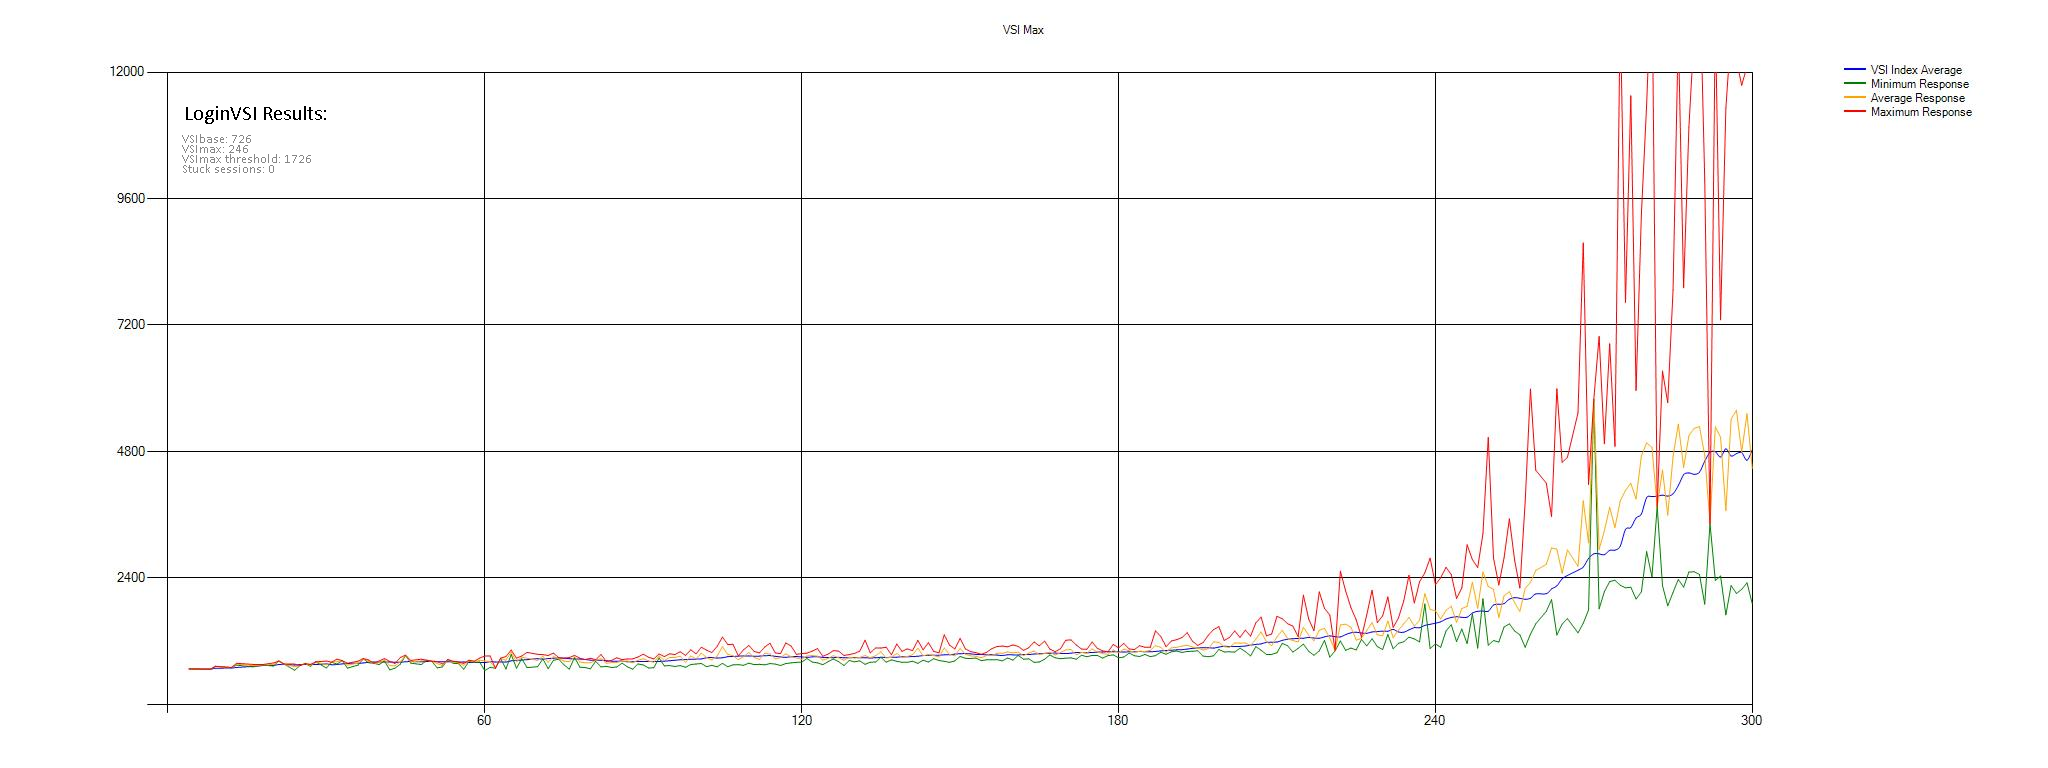 VSI Max
12000
9600
7200
4800
2400
LoginVSI Results:
VSIbase: 726
VSImax: 246
VSImax threshold: 1726
Stuck sessions: 0
60
120
180
240
300
VSI Index Average
Minimum Response
Average Response
Maximum Response